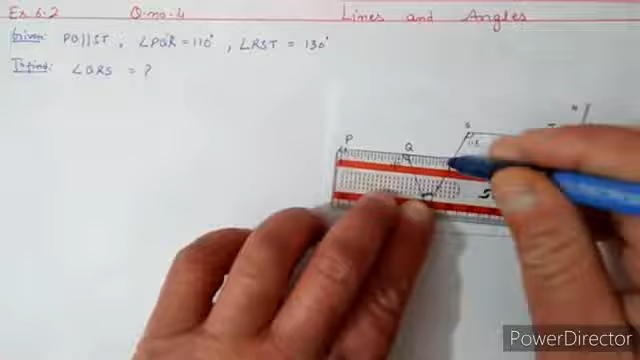 Ex 6.2 Q.no.4 Lines and Angles
Given: PQ||ST , ∠PQR = 110° , ∠RST = 130°
To find: ∠QRS = ?
S
P
Q
PowerDirector